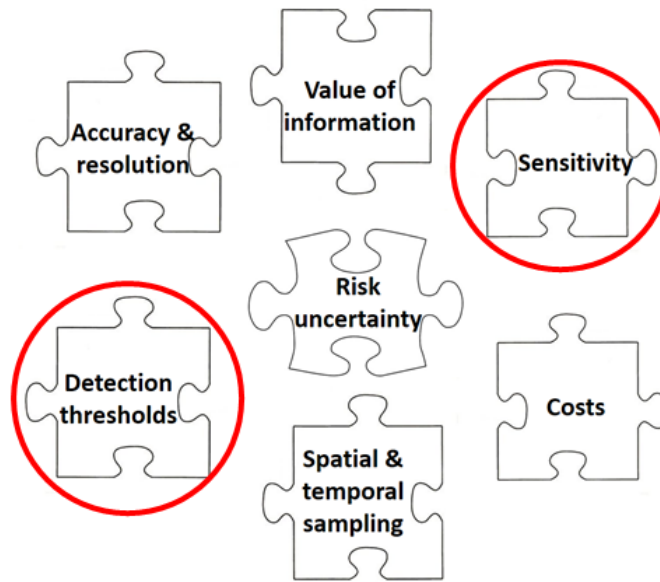 Value of
information
Accuracy &
resolution
Sensitivity
Risk
uncertainty
Detection
thresholds
Costs
Spatial &
temporal
sampling